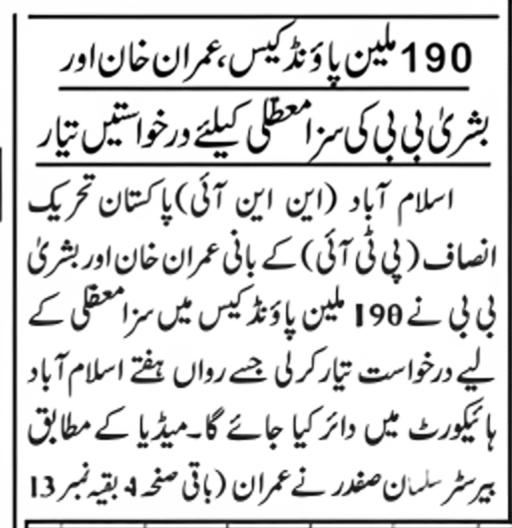 190 ملین پاؤنڈ کیس، عمران خان اور
بشریٰ بی بی کی سزا معطلی کیلئے درخواستیں تیار
اسلام آباد (این این آئی) پاکستان تحریک
انصاف (پی ٹی آئی) کے بانی عمران خان اور بشریٰ
بی بی نے 190 ملین پاؤنڈ کیس میں سزا معطلی کے
لیے درخواست تیار کرلی جسے رواں ہفتے اسلام آباد
ہائیکورٹ میں دائر کیا جائے گا۔ میڈیا کے مطابق
بیرسٹر سلمان صفدر نے عمران (باقی صفحہ 4 بقیہ نمبر 13